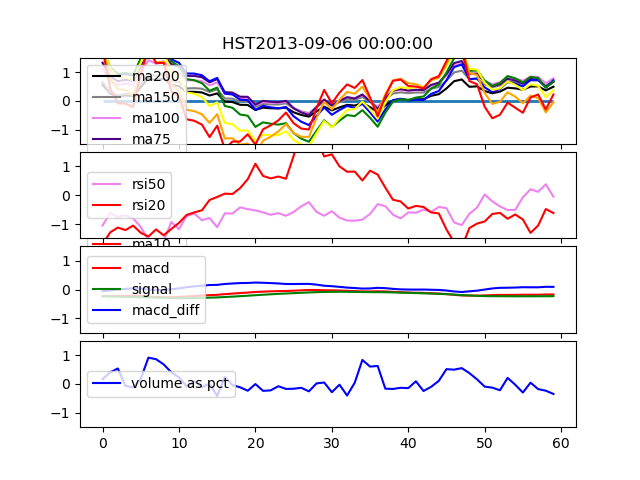 HST2013-09-06 00:00:00
1
0
−1
ma200
ma150
ma100
ma75
1
0
−1
rsi50
rsi20
ma10
1
0
−1
macd
signal
macd_diff
1
0
−1
volume as pct
0 10 20 30 40 50 60